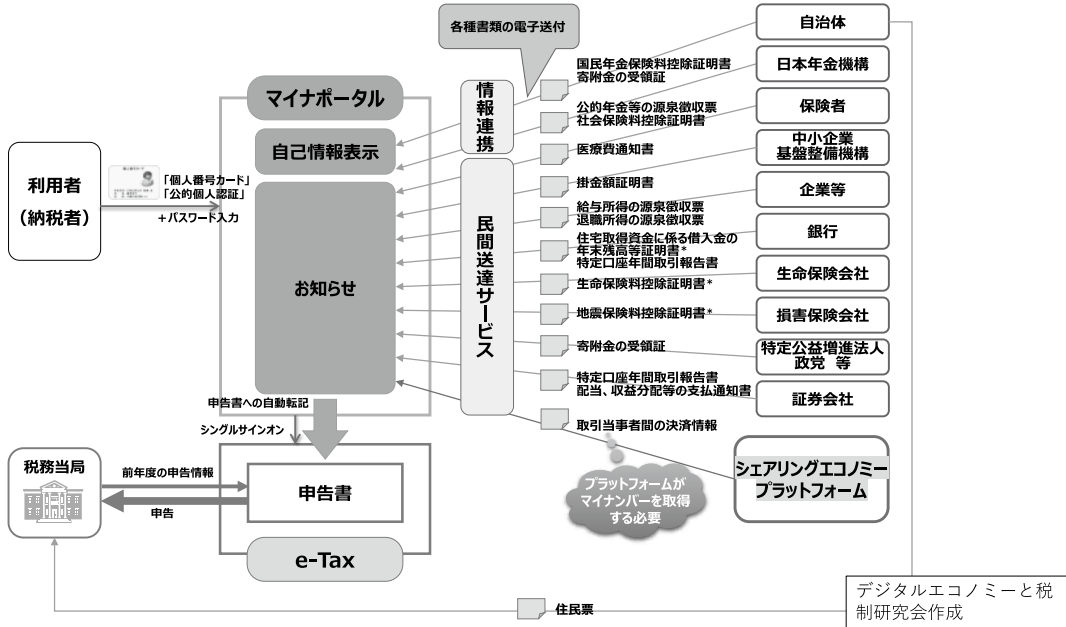 各種書類の電子送付
自治体
国民年金保険料控除証明書
寄附金の受領証
日本年金機構
マイナポータル
情報連携
公的年金等の源泉徴収票
社会保険料控除証明書
保険者
自己情報表示
医療費通知書
中小企業
基盤整備機構
利用者
(納税者)
「個人番号カード」
「公的個人認証」
+パスワード入力
掛金額証明書
企業等
給与所得の源泉徴収票
退職所得の源泉徴収票
民間送達サービス
銀行
住宅取得資金に係る借入金の
年末残高等証明書*
特定口座年間取引報告書
お知らせ
生命保険会社
生命保険料控除証明書*
損害保険会社
地震保険料控除証明書*
特定公益増進法人
政党 等
寄附金の受領証
特定口座年間取引報告書
配当、収益分配等の支払通知書
証券会社
申告書への自動転記
シングルサインオン
取引当事者間の決済情報
シェアリングエコノミー
プラットフォーム
プラットフォームが
マイナンバーを取得
する必要
税務当局
前年度の申告情報
申告書
申告
e-Tax
デジタルエコノミーと税
制研究会作成
住民票